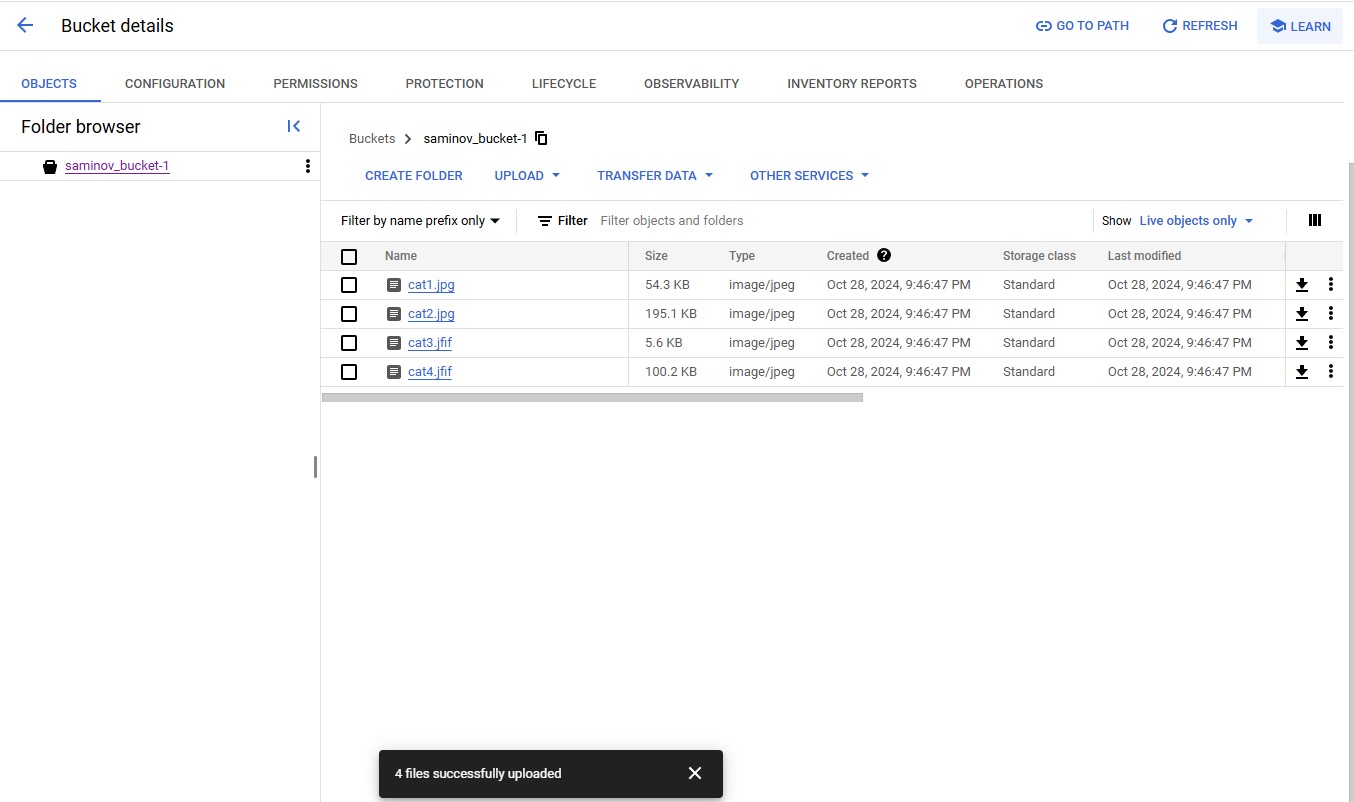 Bucket details
GO TO PATH
REFRESH
LEARN
OBJECTS CONFIGURATION PERMISSIONS PROTECTION LIFECYCLE OBSERVABILITY INVENTORY REPORTS OPERATIONS
Folder browser
saminov_bucket-1
Buckets saminov_bucket-1
CREATE FOLDER UPLOAD TRANSFER DATA OTHER SERVICES
Filter by name prefix only Filter Filter objects and folders Show Live objects only
Name Size Type Created ? Storage class Last modified
cat1.jpg 54.3 KB image/jpeg Oct 28, 2024, 9:46:47 PM Standard Oct 28, 2024, 9:46:47 PM
cat2.jpg 195.1 KB image/jpeg Oct 28, 2024, 9:46:47 PM Standard Oct 28, 2024, 9:46:47 PM
cat3.jfif 5.6 KB image/jpeg Oct 28, 2024, 9:46:47 PM Standard Oct 28, 2024, 9:46:47 PM
cat4.jfif 100.2 KB image/jpeg Oct 28, 2024, 9:46:47 PM Standard Oct 28, 2024, 9:46:47 PM
4 files successfully uploaded